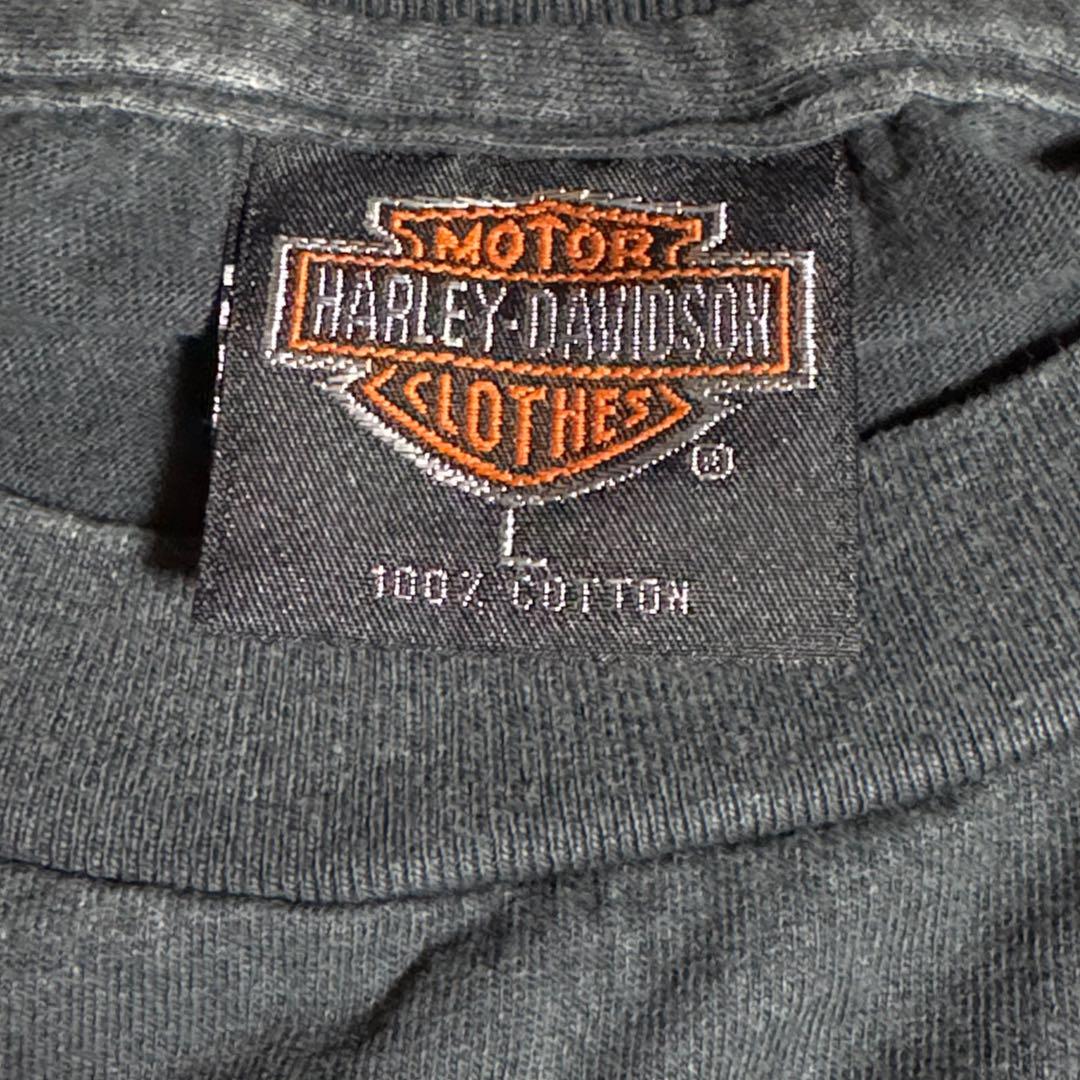 MOTOR
HARLEY-DAVIDSON
CLOTHES
®
L
100% COTTON